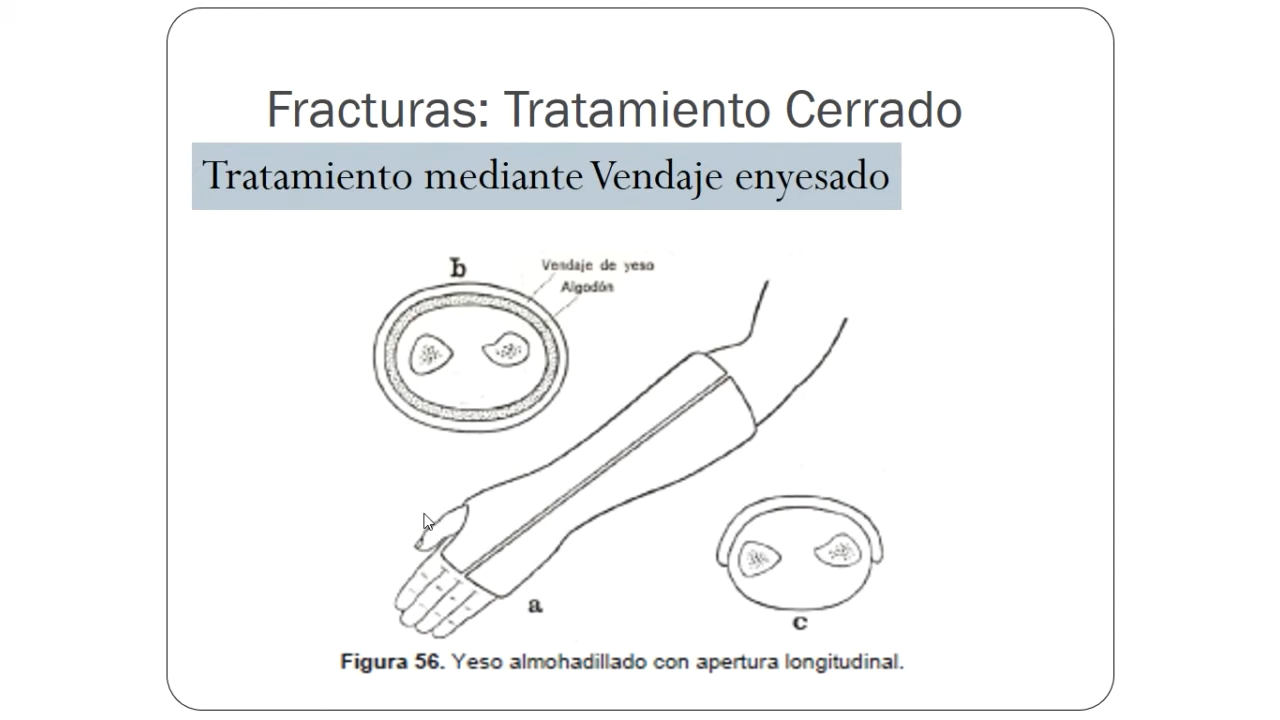 Fracturas: Tratamiento Cerrado
Tratamiento mediante Vendaje enyesado
b
Vendaje de yeso
Algodón
a
c
Figura 56. Yeso almohadillado con apertura longitudinal.